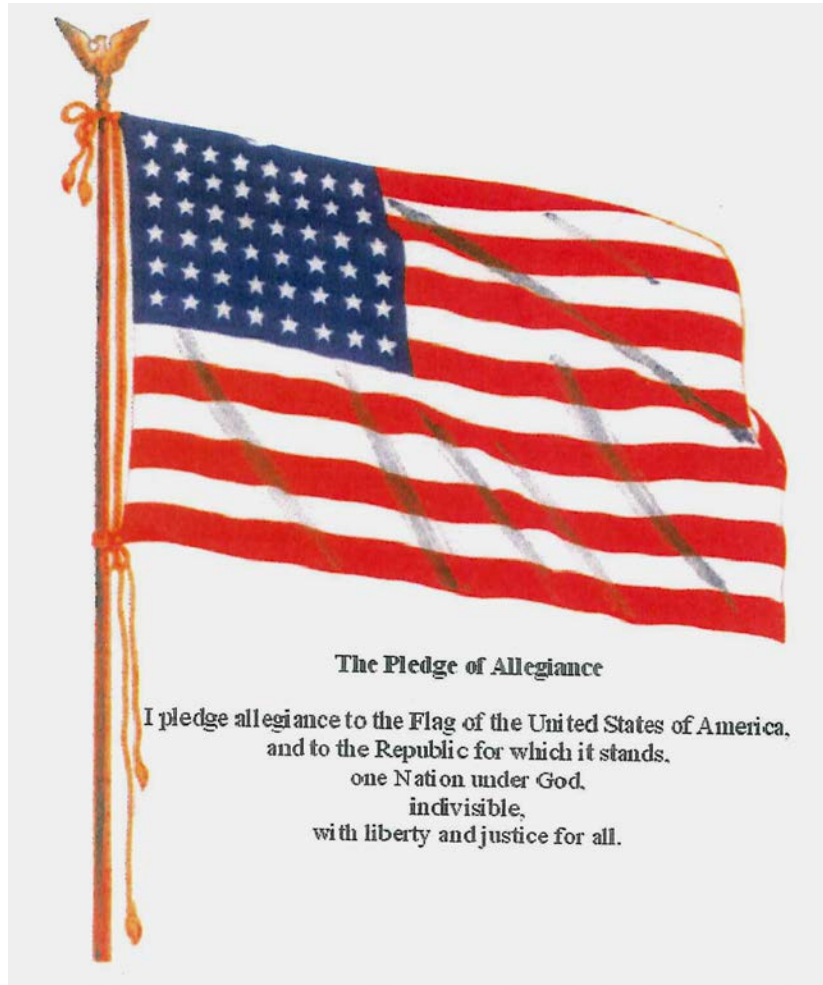 The Pledge of Allegiance
I pledge allegiance to the Flag of the United States of America,
and to the Republic for which it stands,
one Nation under God,
indivisible,
with liberty and justice for all.